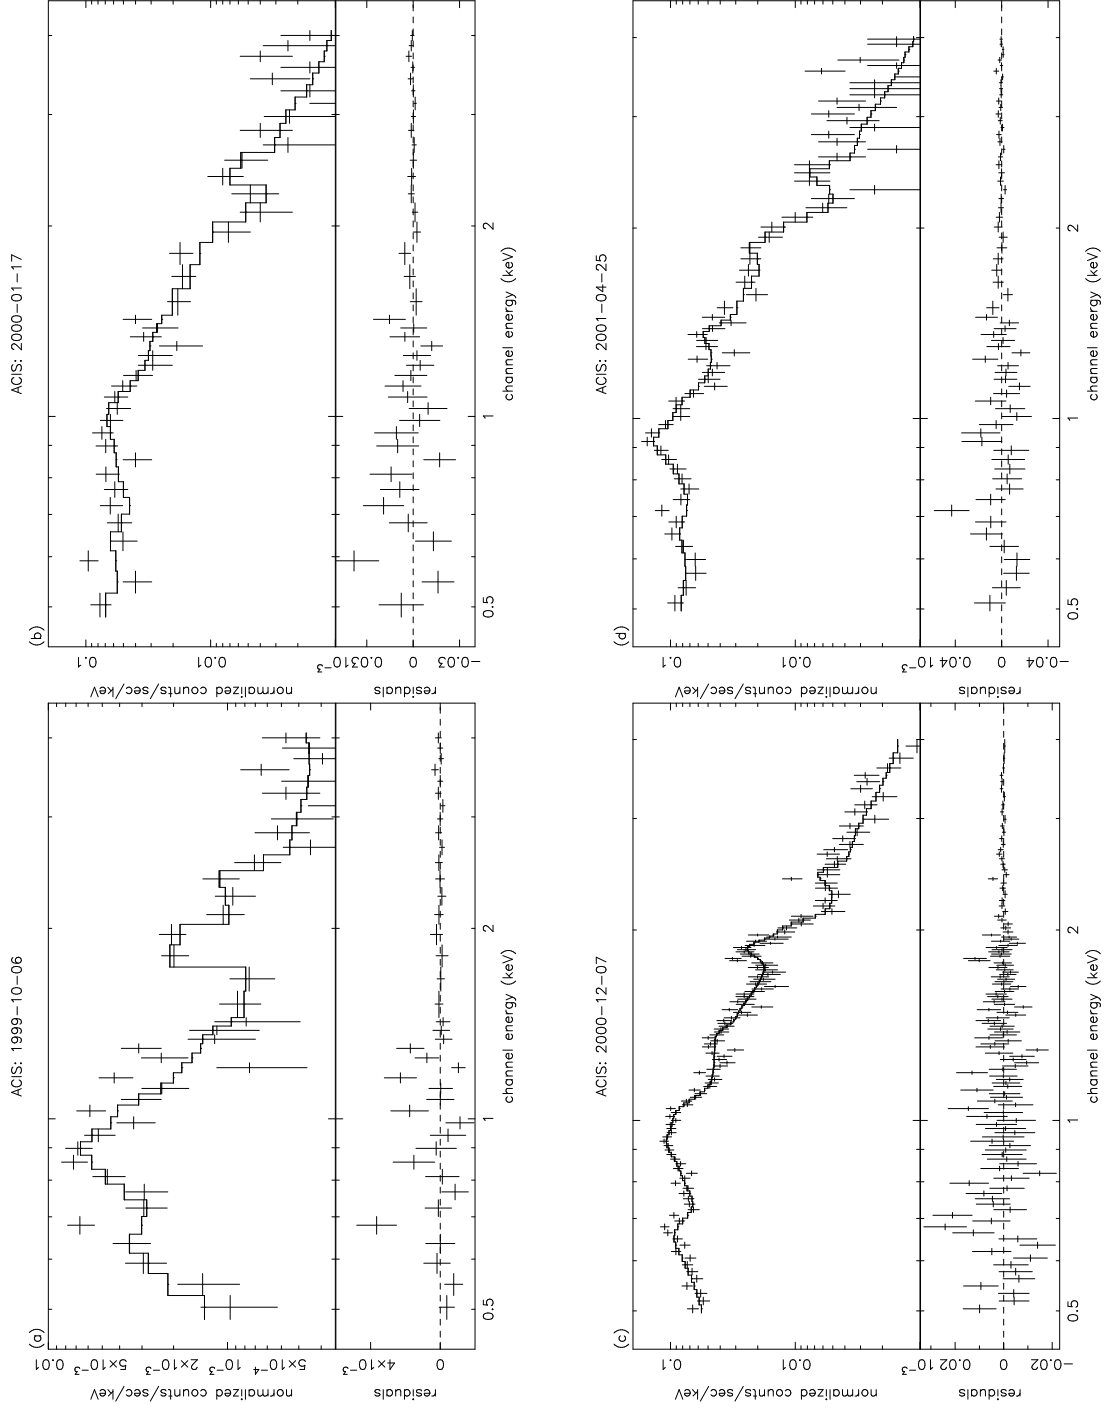 (a)
ACIS: 1999−10−06
normalized counts/sec/keV
0.01
5×10−3
2×10−3
10−3
5×10−4
residuals
4×10−3
0
0.5
1
2
channel energy (keV)
(b)
ACIS: 2000−01−17
normalized counts/sec/keV
0.1
0.01
10−3
residuals
0.03
0
−0.03
0.5
1
2
channel energy (keV)
(c)
ACIS: 2000−12−07
normalized counts/sec/keV
0.1
0.01
10−3
residuals
0.02
0
−0.02
0.5
1
2
channel energy (keV)
(d)
ACIS: 2001−04−25
normalized counts/sec/keV
0.1
0.01
10−3
residuals
0.04
0
−0.04
0.5
1
2
channel energy (keV)